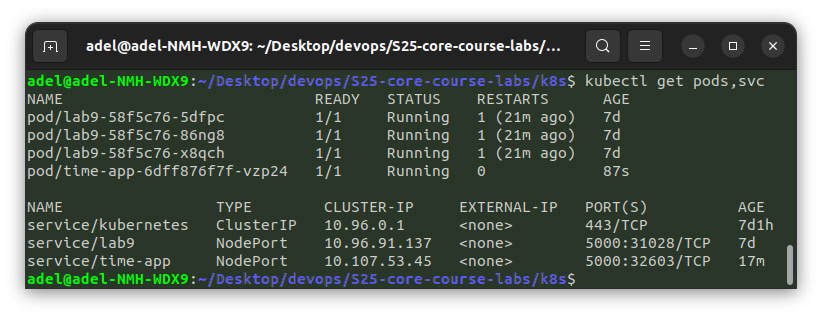 adel@adel-NMH-WDX9: ~/Desktop/devops/S25-core-course-labs/...
adel@adel-NMH-WDX9:~/Desktop/devops/S25-core-course-labs/k8s$ kubectl get pods,svc
NAME                           READY   STATUS    RESTARTS      AGE
pod/lab9-58f5c76-5dfpc         1/1     Running   1 (21m ago)   7d
pod/lab9-58f5c76-86ng8         1/1     Running   1 (21m ago)   7d
pod/lab9-58f5c76-x8qch         1/1     Running   1 (21m ago)   7d
pod/time-app-6dff876f7f-vzp24   1/1     Running   0             87s

NAME                 TYPE        CLUSTER-IP     EXTERNAL-IP   PORT(S)          AGE
service/kubernetes   ClusterIP   10.96.0.1      <none>        443/TCP          7d1h
service/lab9         NodePort    10.96.91.137   <none>        5000:31028/TCP   7d
service/time-app     NodePort    10.107.53.45   <none>        5000:32603/TCP   17m
adel@adel-NMH-WDX9:~/Desktop/devops/S25-core-course-labs/k8s$